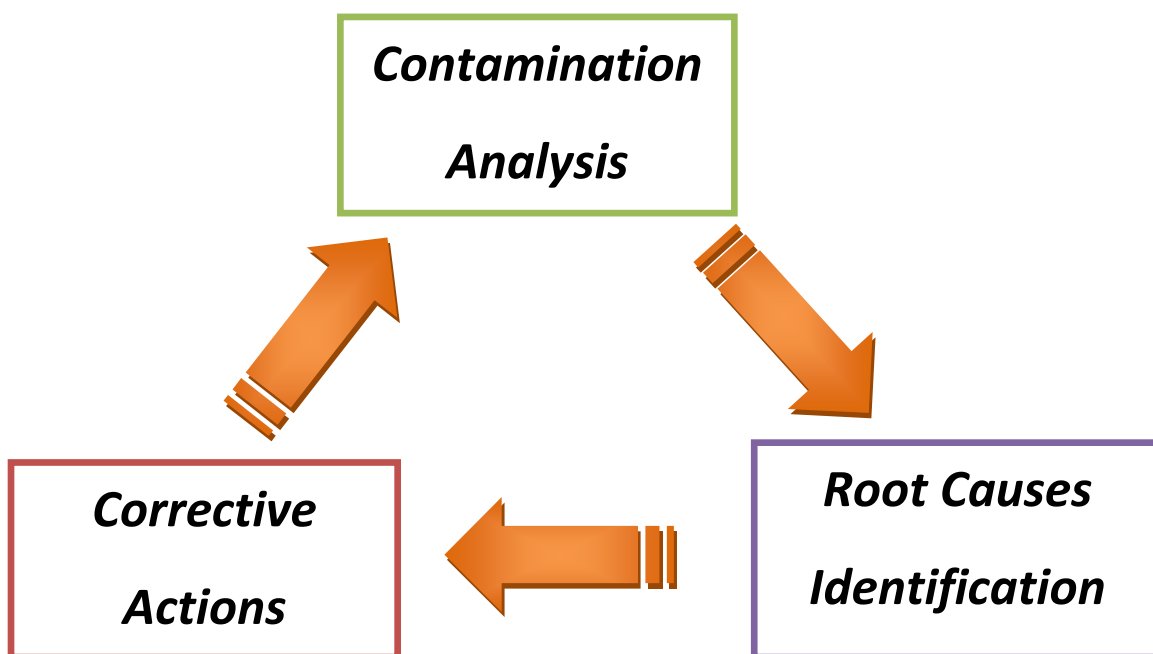 Contamination
Analysis
Root Causes
Identification
Corrective
Actions